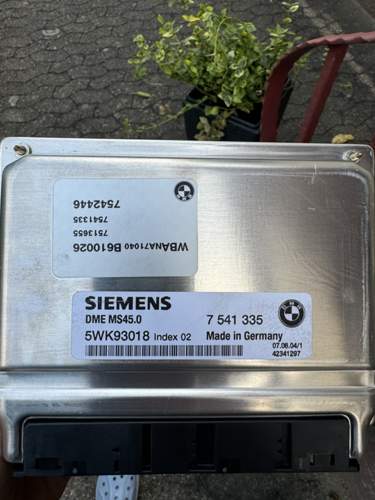 7542446
7541335
7513655
WBANA71040 B610026
SIEMENS
DME MS45.0
7 541 335
5WK93018 Index 02
Made in Germany
07.06.04/1
42341297